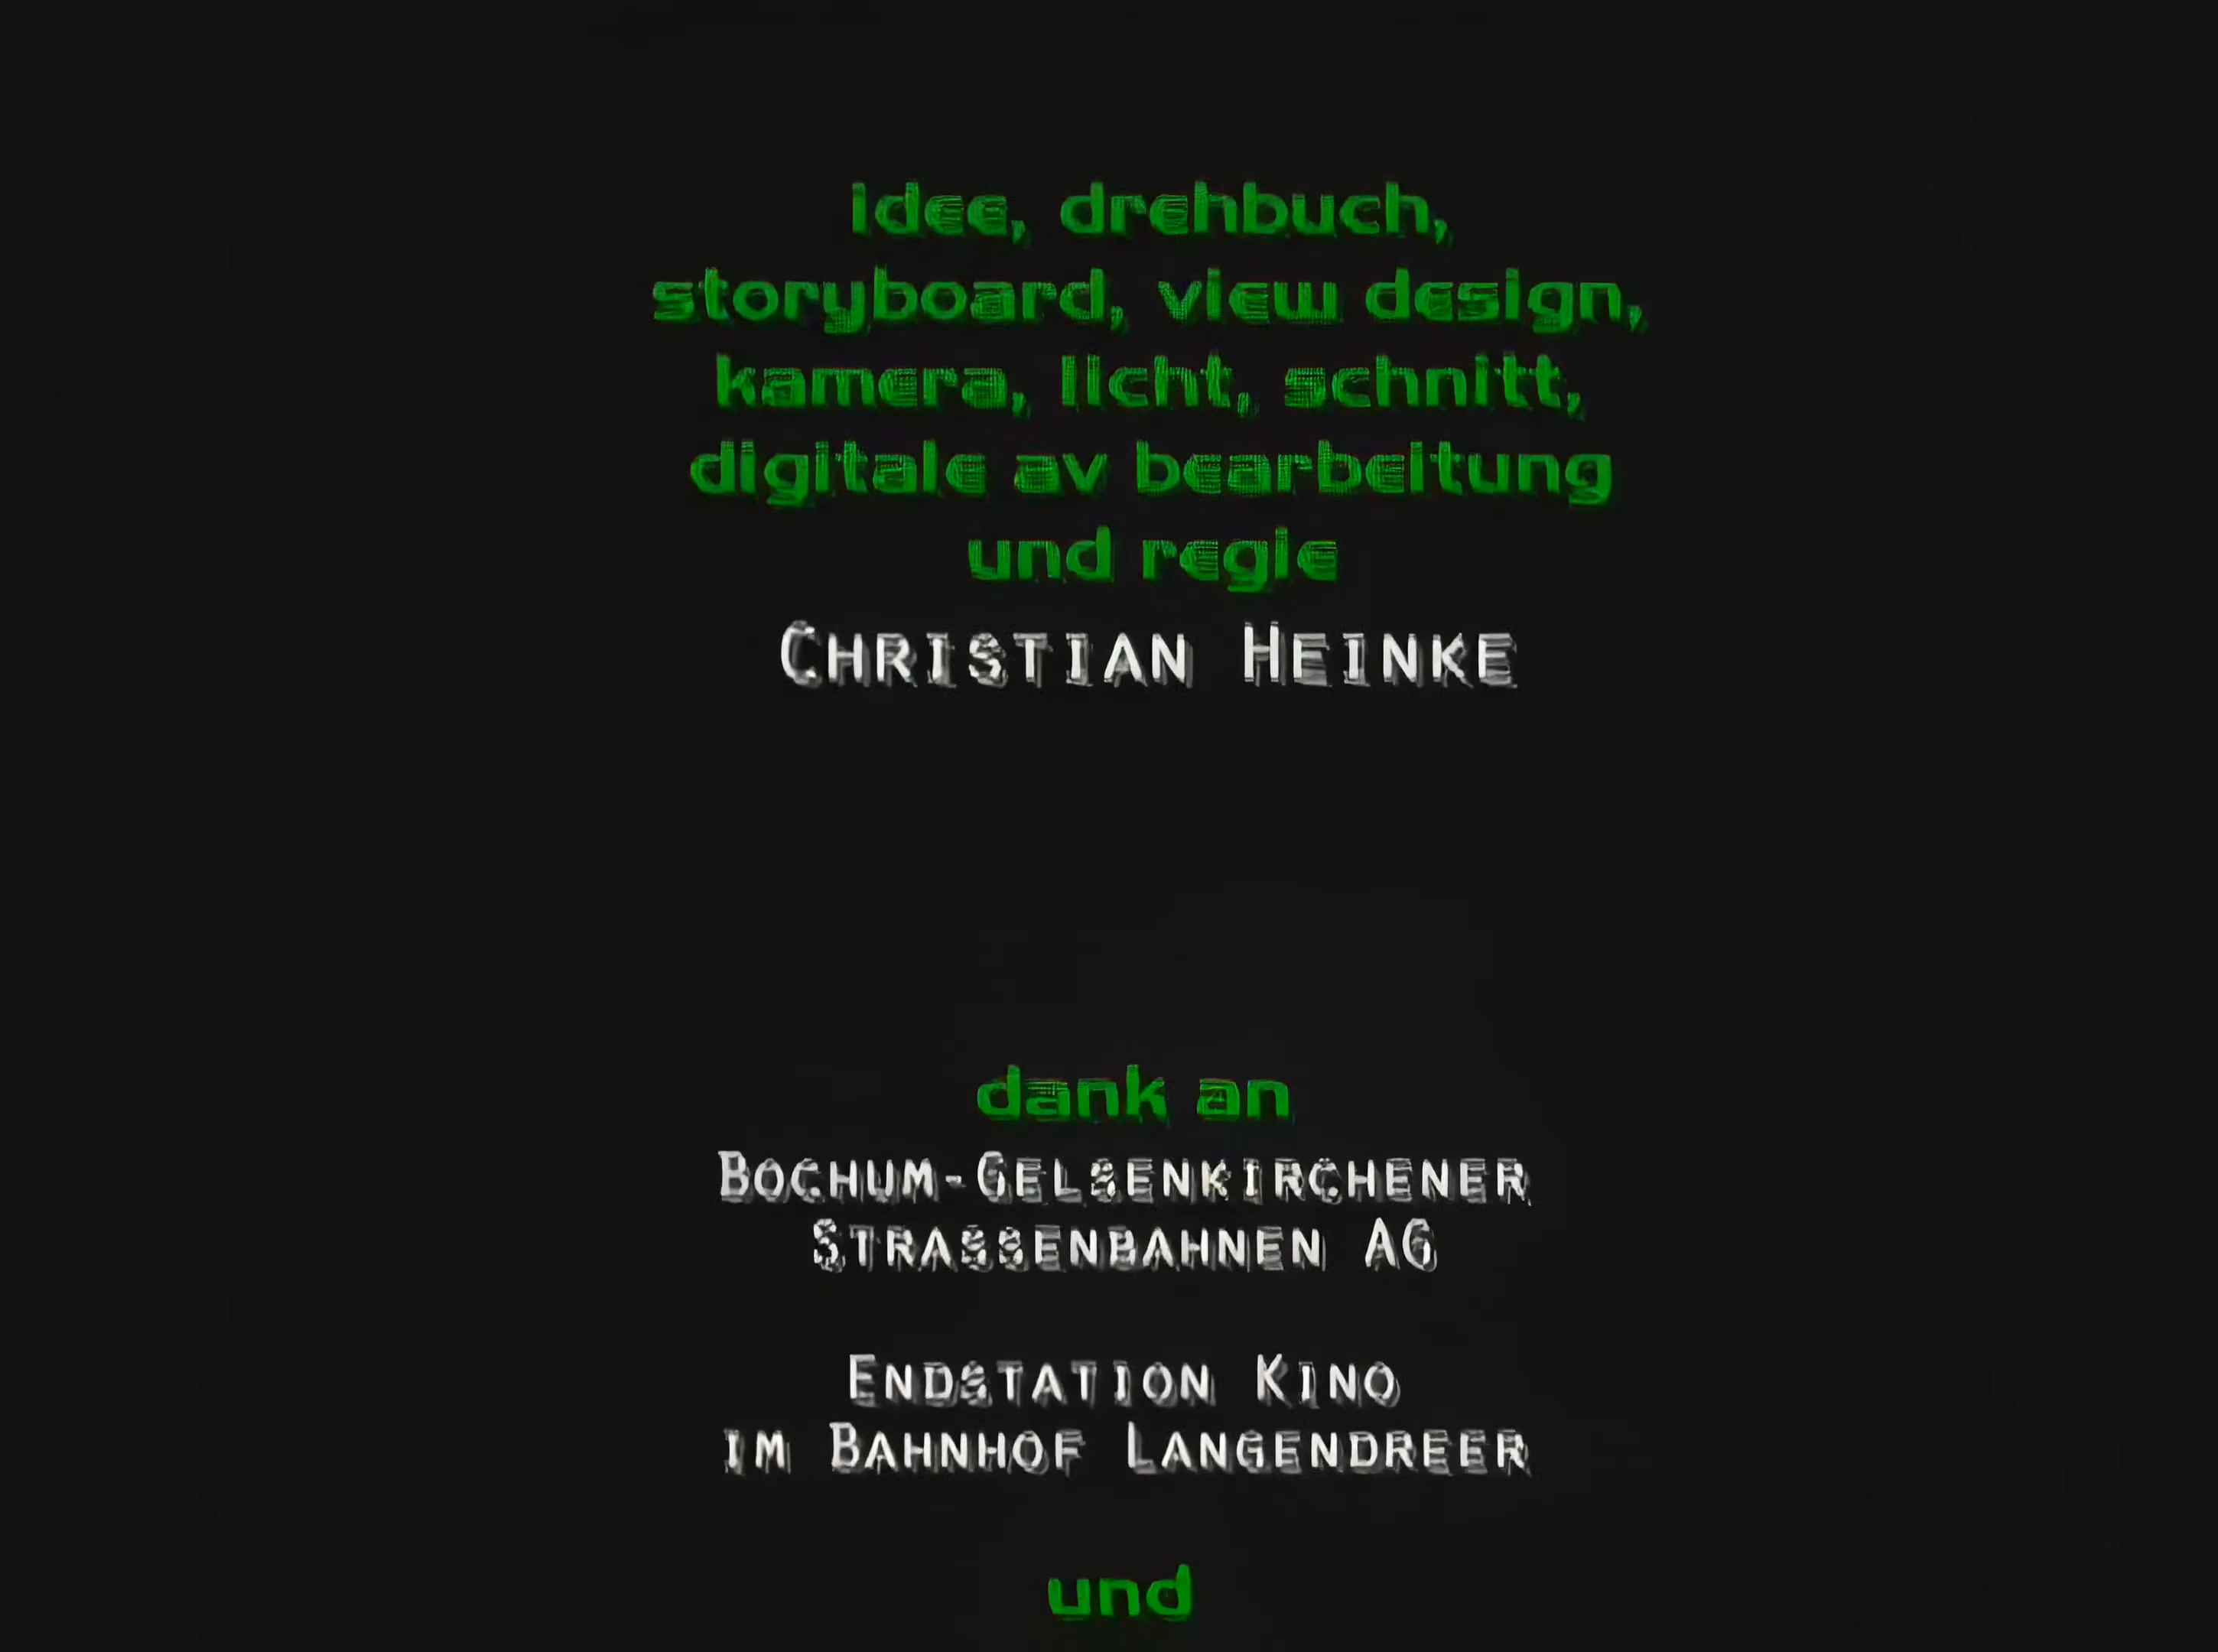 idee, drehbuch,
storyboard, view design,
kamera, licht, schnitt,
digitale av bearbeitung
und regie
CHRISTIAN HEINKE
dank an
BOCHUM-GELSENKIRCHENER
STRASSENBAHNEN AG
ENDSTATION KINO
IM BAHNHOF LANGENDREER
und